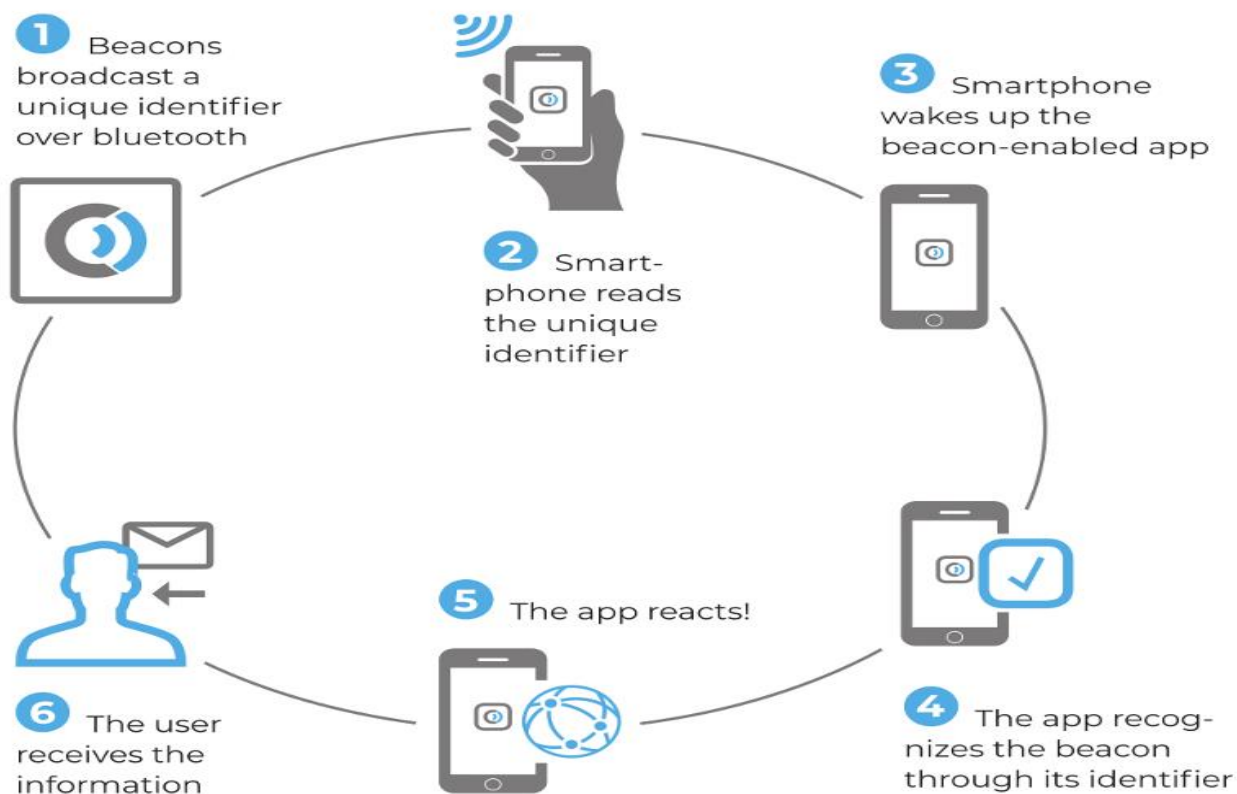 1 Beacons
broadcast a
unique identifier
over bluetooth
2 Smart-
phone reads
the unique
identifier
3 Smartphone
wakes up the
beacon-enabled app
4 The app recog-
nizes the beacon
through its identifier
5 The app reacts!
6 The user
receives the
information